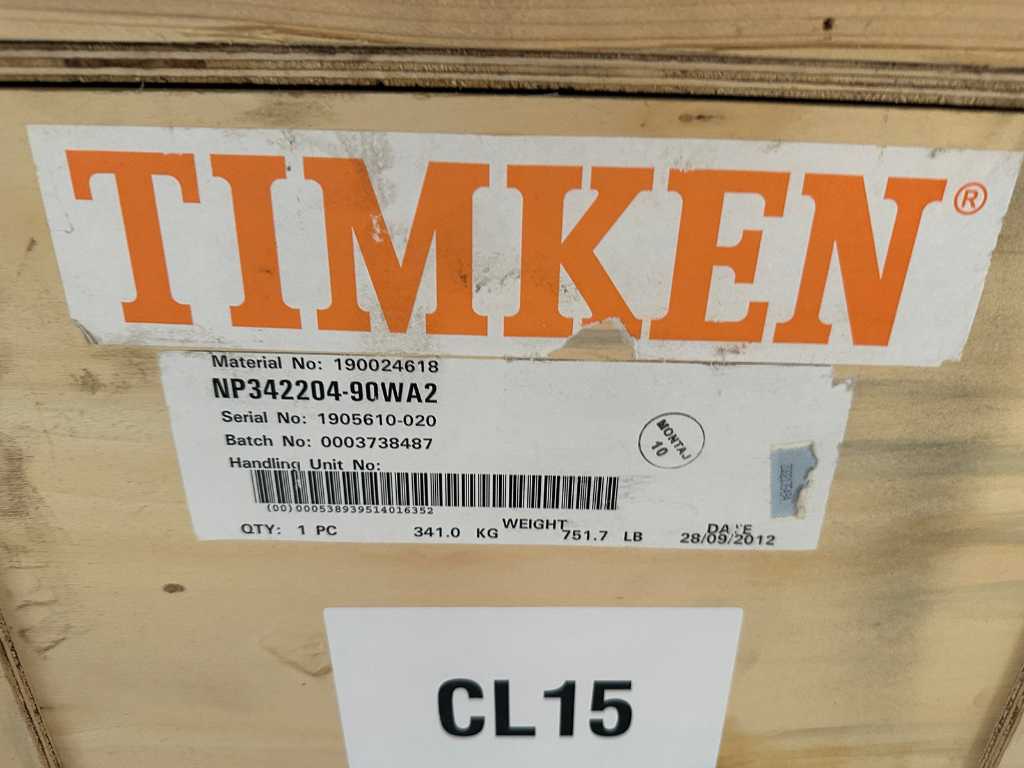 TIMKEN®
Material No: 190024618
NP342204-90WA2
Serial No: 1905610-020
Batch No: 0003738487
MONTAJ
10
Handling Unit No:
(00)000538939514016352
WEIGHT
DATE
QTY: 1 PC 341.0 KG 751.7 LB 28/09/2012
CL15